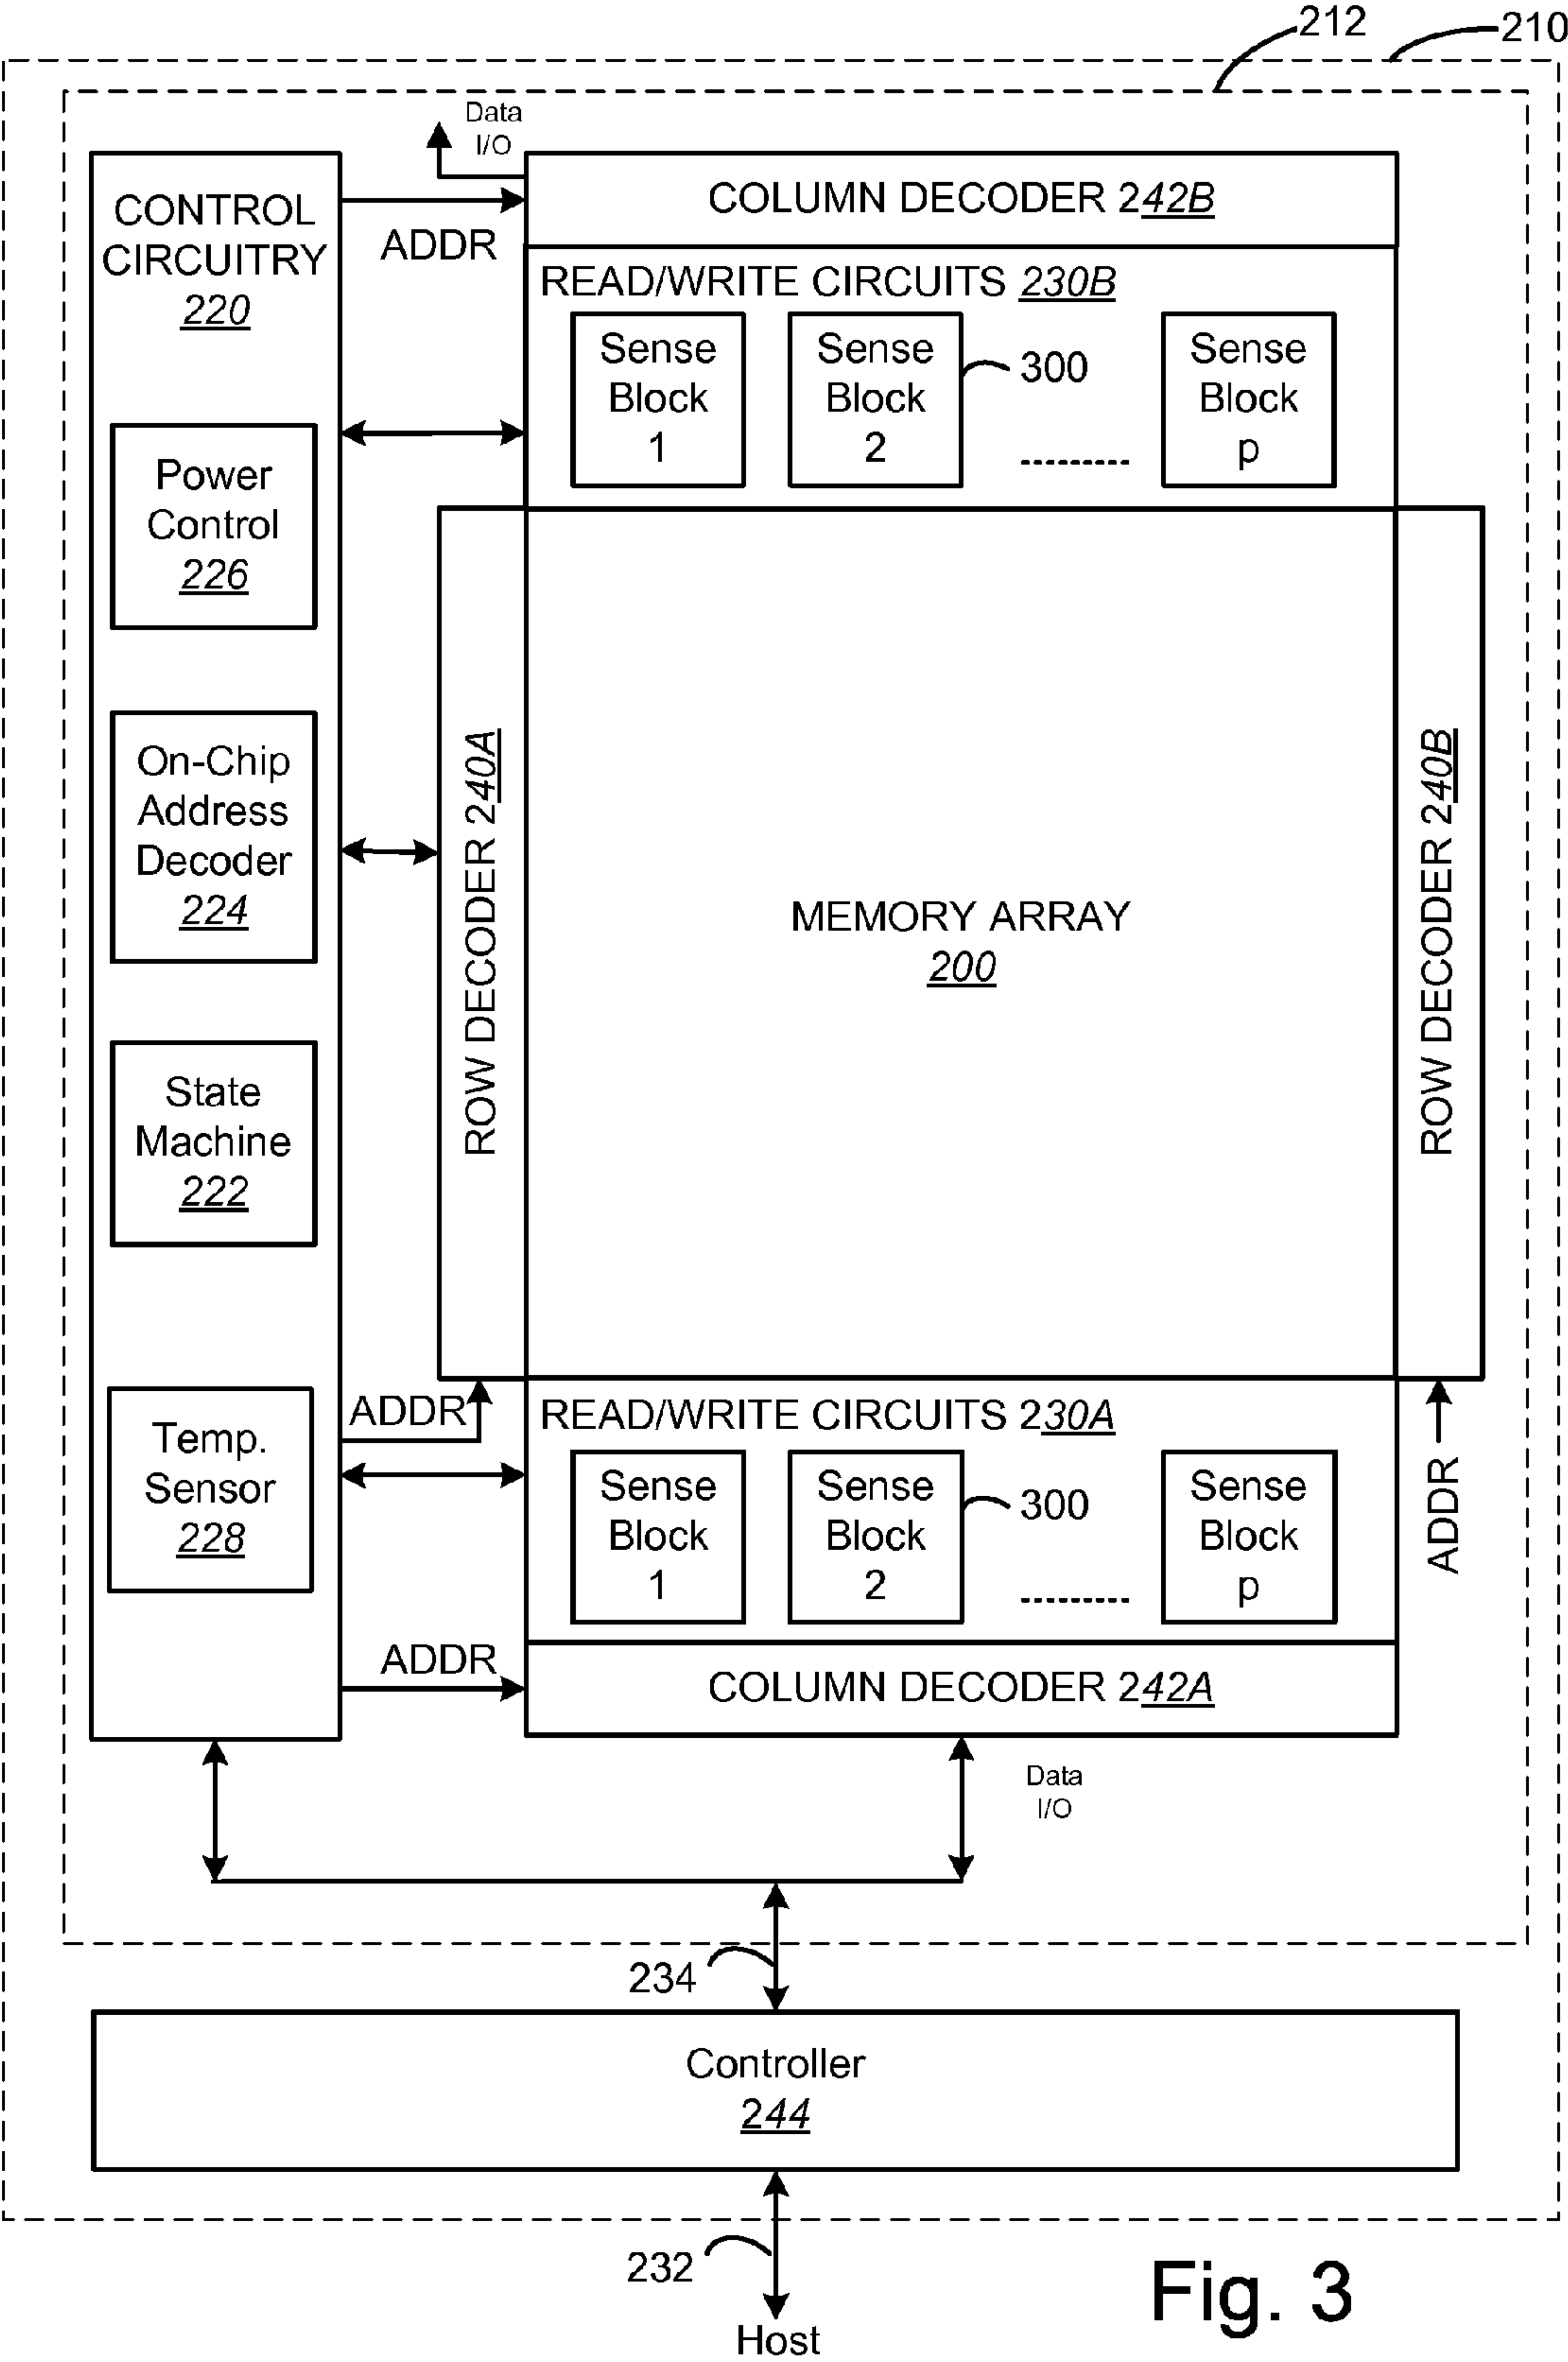 212
210
Data
I/O
CONTROL
CIRCUITRY
220
ADDR
COLUMN DECODER 242B
READ/WRITE CIRCUITS 230B
Sense
Block
1
Sense
Block
2
300
Sense
Block
p
Power
Control
226
On-Chip
Address
Decoder
224
State
Machine
222
Temp.
Sensor
228
ROW DECODER 240A
MEMORY ARRAY
200
ROW DECODER 240B
ADDR
READ/WRITE CIRCUITS 230A
Sense
Block
1
Sense
Block
2
300
Sense
Block
p
ADDR
ADDR
COLUMN DECODER 242A
Data
I/O
234
Controller
244
232
Host
Fig. 3